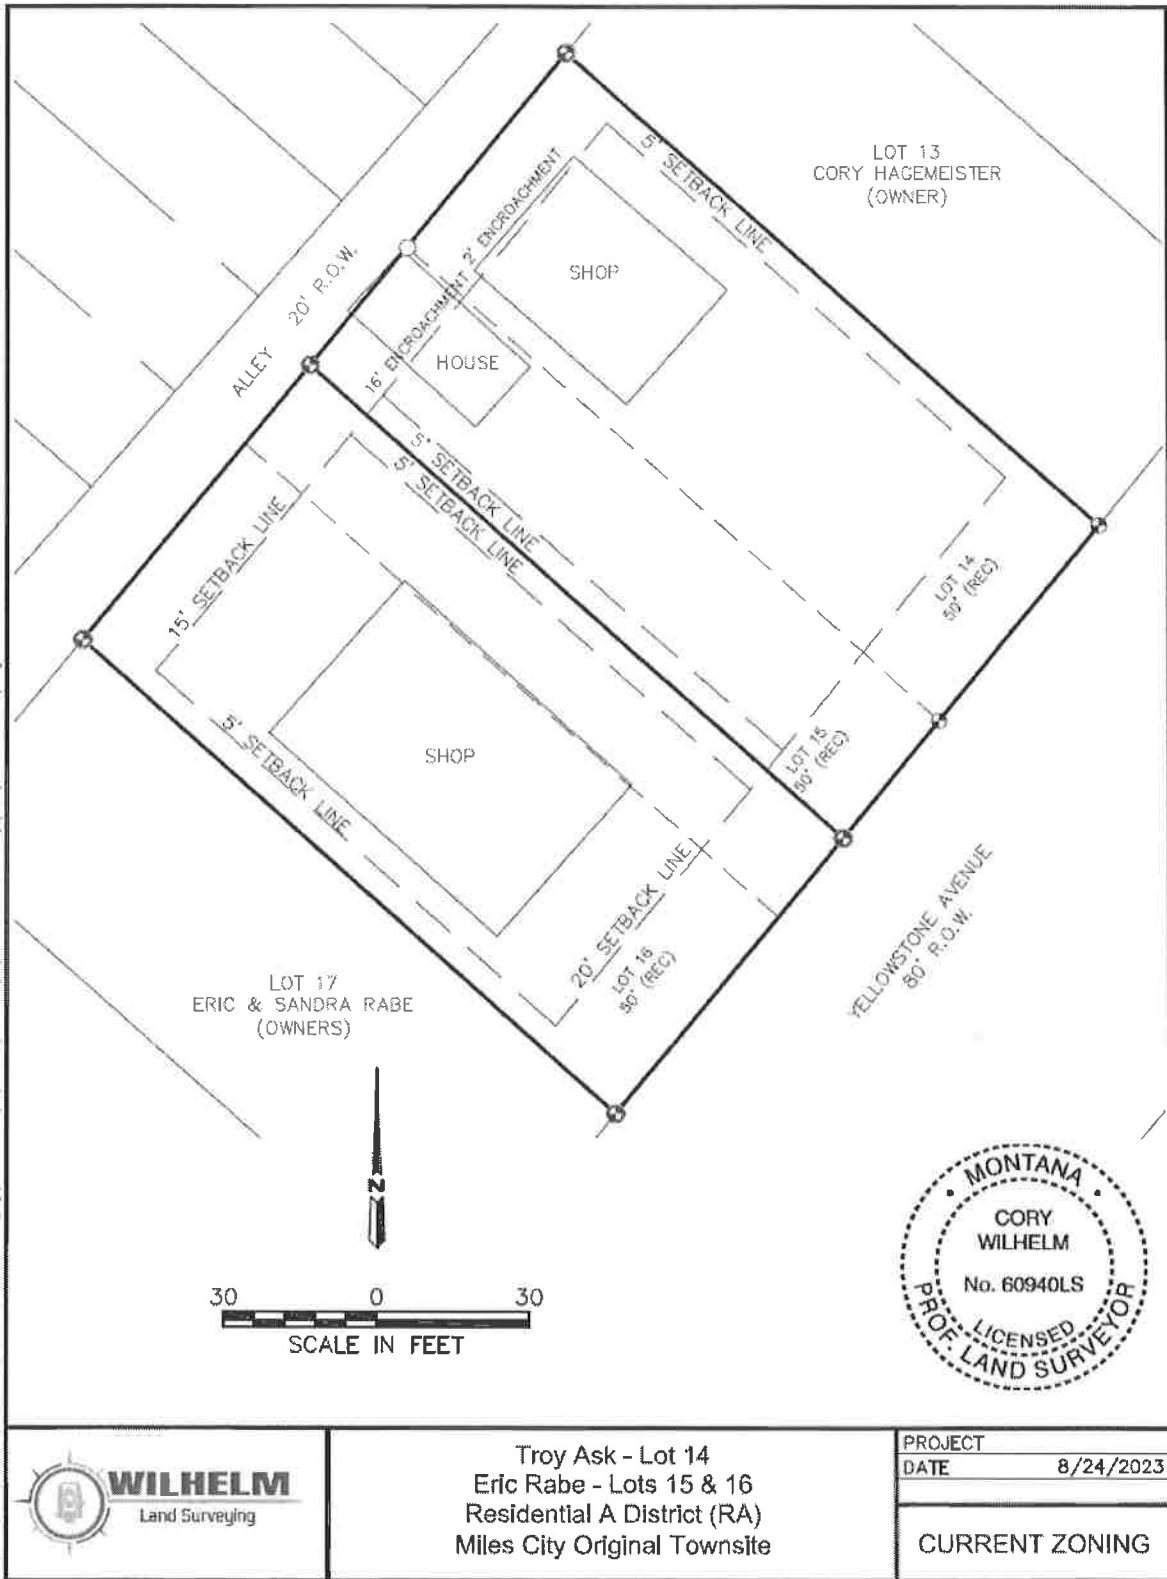 LOT 13
CORY HAGEMEISTER
(OWNER)
5' SETBACK LINE
2' ENCROACHMENT
SHOP
ALLEY 20' R.O.W.
16' ENCROACHMENT
HOUSE
5' SETBACK LINE
5' SETBACK LINE
15' SETBACK LINE
LOT 14
50' (REC)
LOT 15
50' (REC)
5' SETBACK LINE
SHOP
20' SETBACK LINE
LOT 16
50' (REC)
YELLOWSTONE AVENUE
80' R.O.W.
LOT 17
ERIC & SANDRA RABE
(OWNERS)
N
30 0 30
SCALE IN FEET
MONTANA
CORY
WILHELM
No. 60940LS
LICENSED
PROF. LAND SURVEYOR
WILHELM
Land Surveying
Troy Ask - Lot 14
Eric Rabe - Lots 15 & 16
Residential A District (RA)
Miles City Original Townsite
PROJECT
DATE 8/24/2023
CURRENT ZONING